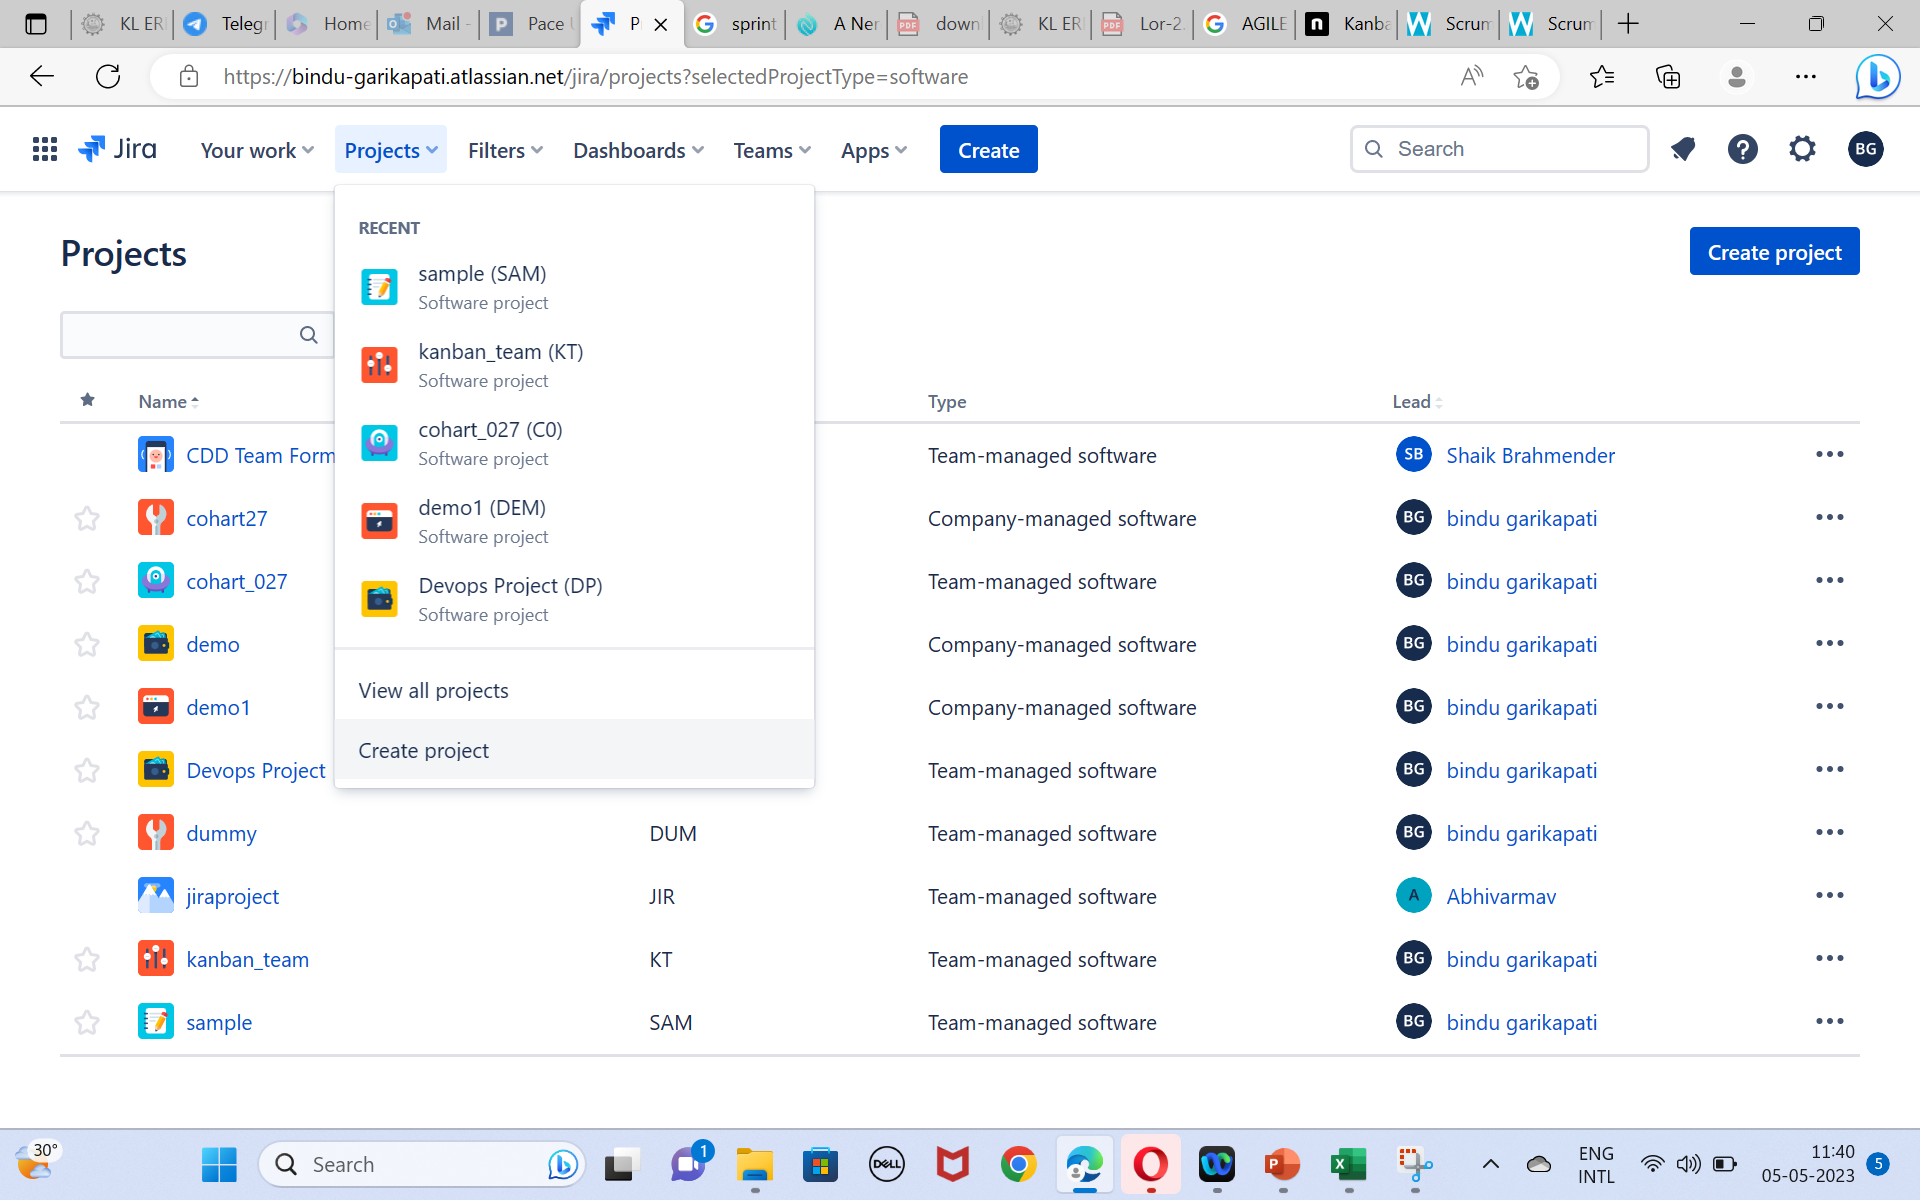 KL ER
Telegr
Home
Mail -
Pace U
P
sprint
A Ner
down
KL ER
Lor-2.
AGILE
Kanba
Scrum
Scrum
https://bindu-garikapati.atlassian.net/jira/projects?selectedProjectType=software
Jira
Your work
Projects
Filters
Dashboards
Teams
Apps
Create
Search
BG
RECENT
sample (SAM)
Software project
kanban_team (KT)
Software project
cohart_027 (C0)
Software project
demo1 (DEM)
Software project
Devops Project (DP)
Software project
View all projects
Create project
Projects
Create project
Name Type Lead
CDD Team Form Team-managed software SB Shaik Brahmender
cohart27 Company-managed software BG bindu garikapati
cohart_027 Team-managed software BG bindu garikapati
demo Company-managed software BG bindu garikapati
demo1 Company-managed software BG bindu garikapati
Devops Project Team-managed software BG bindu garikapati
dummy DUM Team-managed software BG bindu garikapati
jiraproject JIR Team-managed software A Abhivarmav
kanban_team KT Team-managed software BG bindu garikapati
sample SAM Team-managed software BG bindu garikapati
30°
Search
1
DELL
ENG
INTL
11:40
05-05-2023
5